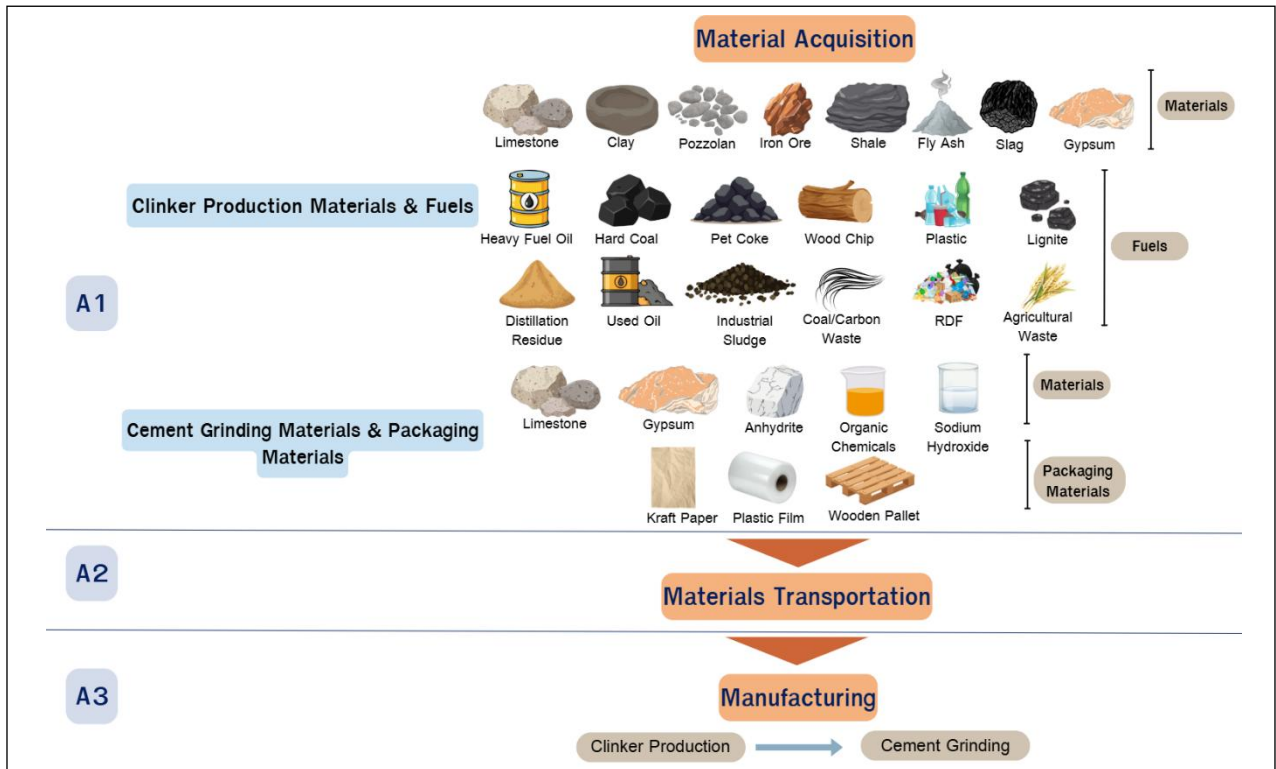 Material Acquisition
Limestone
Clay
Pozzolan
Iron Ore
Shale
Fly Ash
Slag
Gypsum
Materials
Clinker Production Materials & Fuels
Heavy Fuel Oil
Hard Coal
Pet Coke
Wood Chip
Plastic
Lignite
Fuels
A1
Distillation
Residue
Used Oil
Industrial
Sludge
Coal/Carbon
Waste
RDF
Agricultural
Waste
Cement Grinding Materials & Packaging
Materials
Limestone
Gypsum
Anhydrite
Organic
Chemicals
Sodium
Hydroxide
Materials
Kraft Paper
Plastic Film
Wooden Pallet
Packaging
Materials
A2
Materials Transportation
A3
Manufacturing
Clinker Production
Cement Grinding